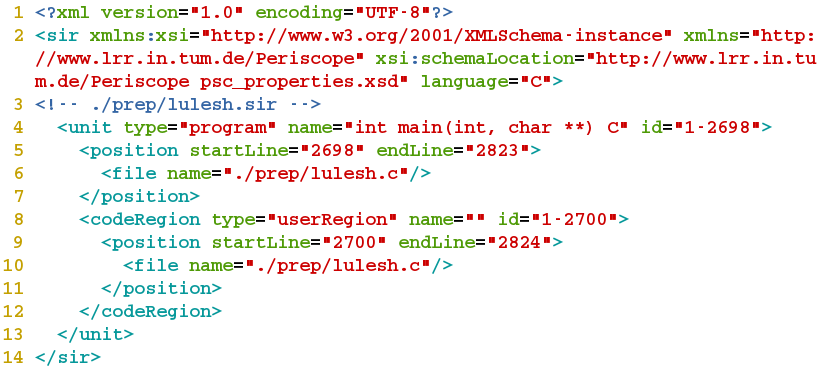 1 <?xml version="1.0" encoding="UTF-8"?>
2 <sir xmlns:xsi="http://www.w3.org/2001/XMLSchema-instance" xmlns="http:
//www.lrr.in.tum.de/Periscope" xsi:schemaLocation="http://www.lrr.in.tu
m.de/Periscope psc_properties.xsd" language="C">
3 <!-- ./prep/lulesh.sir -->
4   <unit type="program" name="int main(int, char **) C" id="1-2698">
5     <position startLine="2698" endLine="2823">
6       <file name="./prep/lulesh.c"/>
7     </position>
8     <codeRegion type="userRegion" name="" id="1-2700">
9       <position startLine="2700" endLine="2824">
10         <file name="./prep/lulesh.c"/>
11       </position>
12     </codeRegion>
13   </unit>
14 </sir>